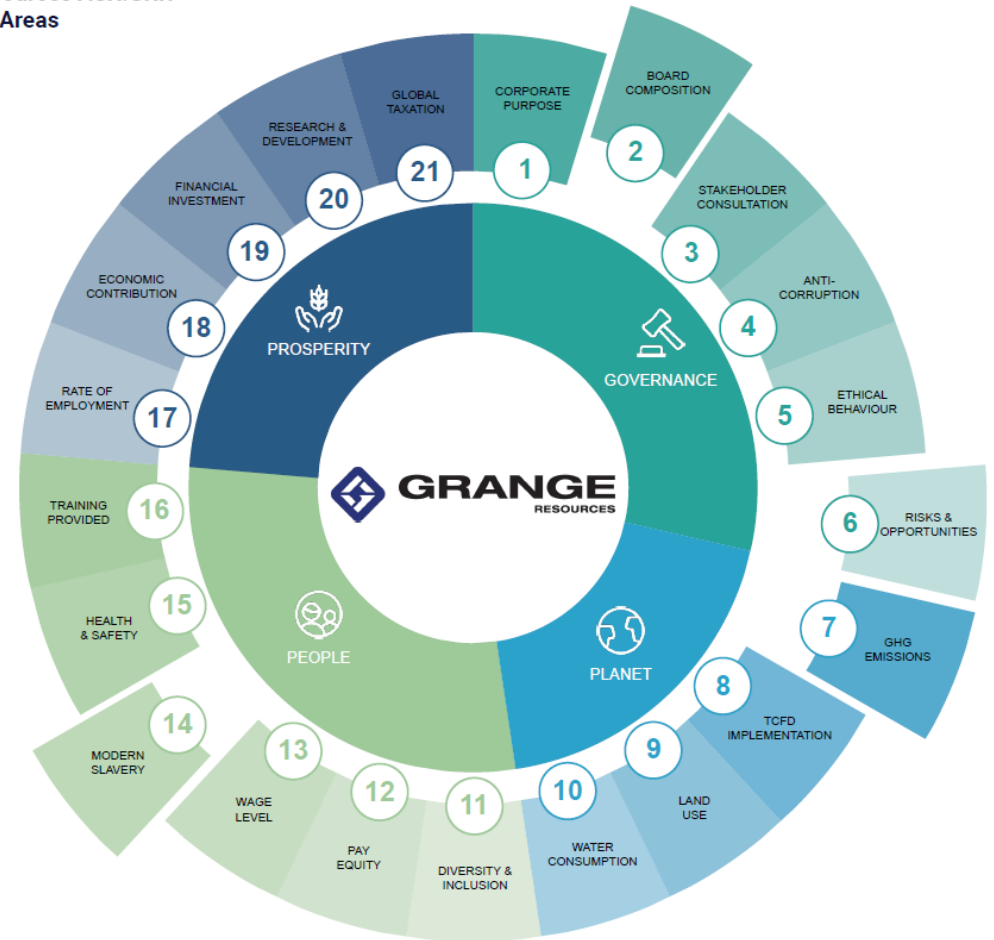 Areas
CORPORATE
PURPOSE
1
BOARD
COMPOSITION
2
STAKEHOLDER
CONSULTATION
3
ANTI-
CORRUPTION
4
ETHICAL
BEHAVIOUR
5
RISKS &
OPPORTUNITIES
6
GHG
EMISSIONS
7
TCFD
IMPLEMENTATION
8
LAND
USE
9
WATER
CONSUMPTION
10
DIVERSITY &
INCLUSION
11
PAY
EQUITY
12
WAGE
LEVEL
13
MODERN
SLAVERY
14
HEALTH
& SAFETY
15
TRAINING
PROVIDED
16
RATE OF
EMPLOYMENT
17
ECONOMIC
CONTRIBUTION
18
FINANCIAL
INVESTMENT
19
RESEARCH &
DEVELOPMENT
20
GLOBAL
TAXATION
21
PROSPERITY
GOVERNANCE
PLANET
PEOPLE
GRANGE
RESOURCES